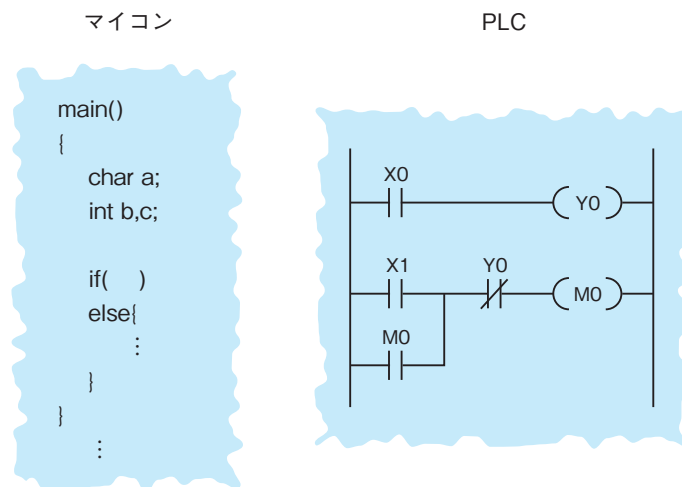 マイコン
PLC
main()
{
char a;
int b,c;
if( )
else{
⋮
}
}
⋮
X0
Y0
X1
Y0
M0
M0